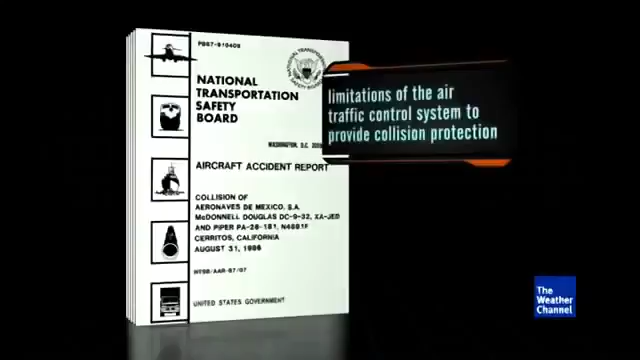 PB87-910409
NATIONAL
TRANSPORTATION
SAFETY
BOARD
WASHINGTON, D.C.
AIRCRAFT ACCIDENT REPORT
COLLISION OF
AERONAVES DE MEXICO, S.A.
McDONNELL DOUGLAS DC-9-32, XA-JED
AND PIPER PA-28-181, N4891F
CERRITOS, CALIFORNIA
AUGUST 31, 1986
NTSB/AAR-87/07
UNITED STATES GOVERNMENT
limitations of the air
traffic control system to
provide collision protection
The
Weather
Channel